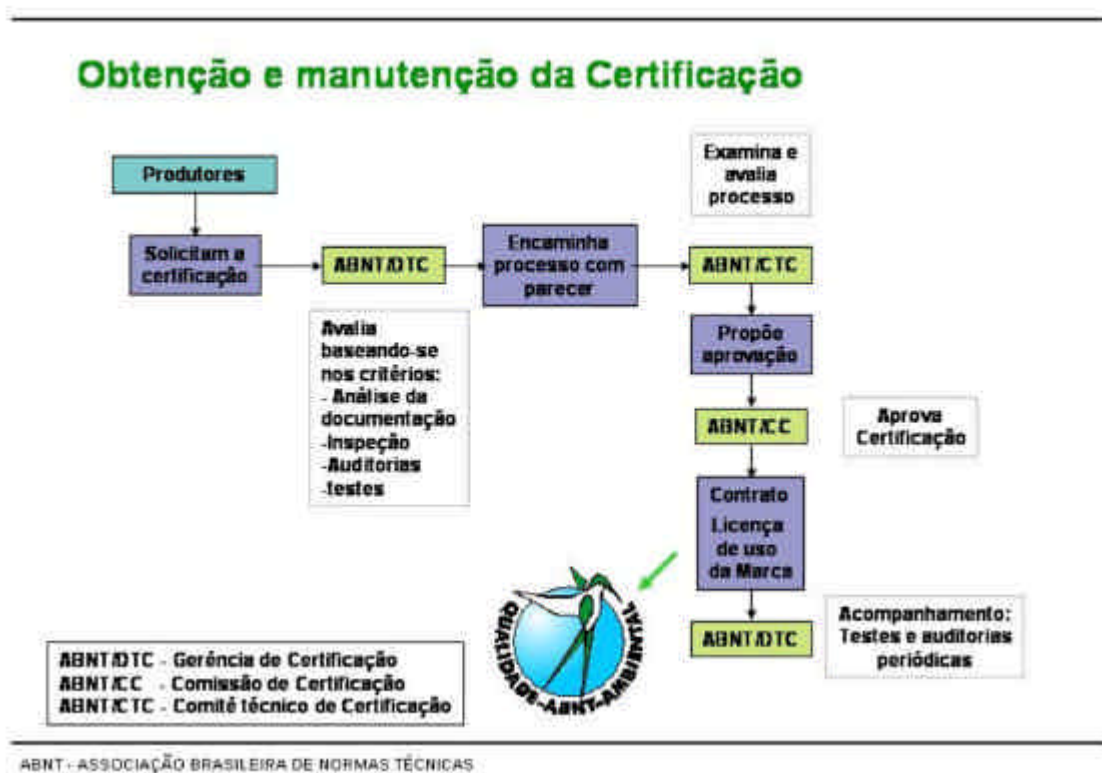 Obtenção e manutenção da Certificação
Produtores
Solicitam a
certificação
ABNT/DTC
Avalia
baseando-se
nos critérios:
- Análise da
documentação
-Inspeção
-Auditorias
-testes
Encaminha
processo com
parecer
Examina e
avalia
processo
ABNT/CTC
Propõe
aprovação
ABNT/CC
Aprova
Certificação
Contrato
Licença
de uso
da Marca
QUALIDADE-ABNT-AMBIENTAL
ABNT/DTC
Acompanhamento:
Testes e auditorias
periódicas
ABNT/DTC - Gerência de Certificação
ABNT/CC - Comissão de Certificação
ABNT/CTC - Comitê técnico de Certificação
ABNT - ASSOCIAÇÃO BRASILEIRA DE NORMAS TÉCNICAS